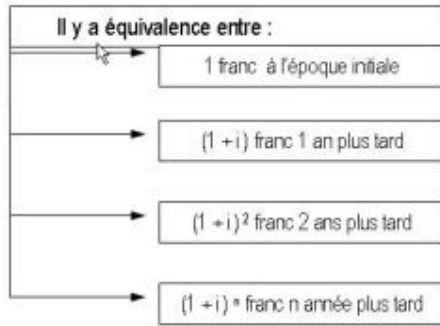 Il y a équivalence entre :
1 franc à l'époque initiale
(1 + i) franc 1 an plus tard
(1 + i)² franc 2 ans plus tard
(1 + i)ⁿ franc n année plus tard